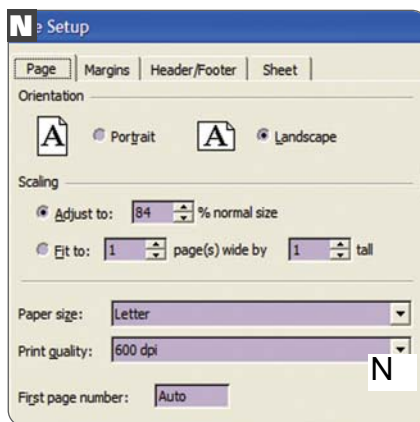 N e Setup
Page Margins Header/Footer Sheet
Orientation
A Portrait A Landscape
Scaling
Adjust to: 84 % normal size
Fit to: 1 page(s) wide by 1 tall
Paper size: Letter
Print quality: 600 dpi
N
First page number: Auto